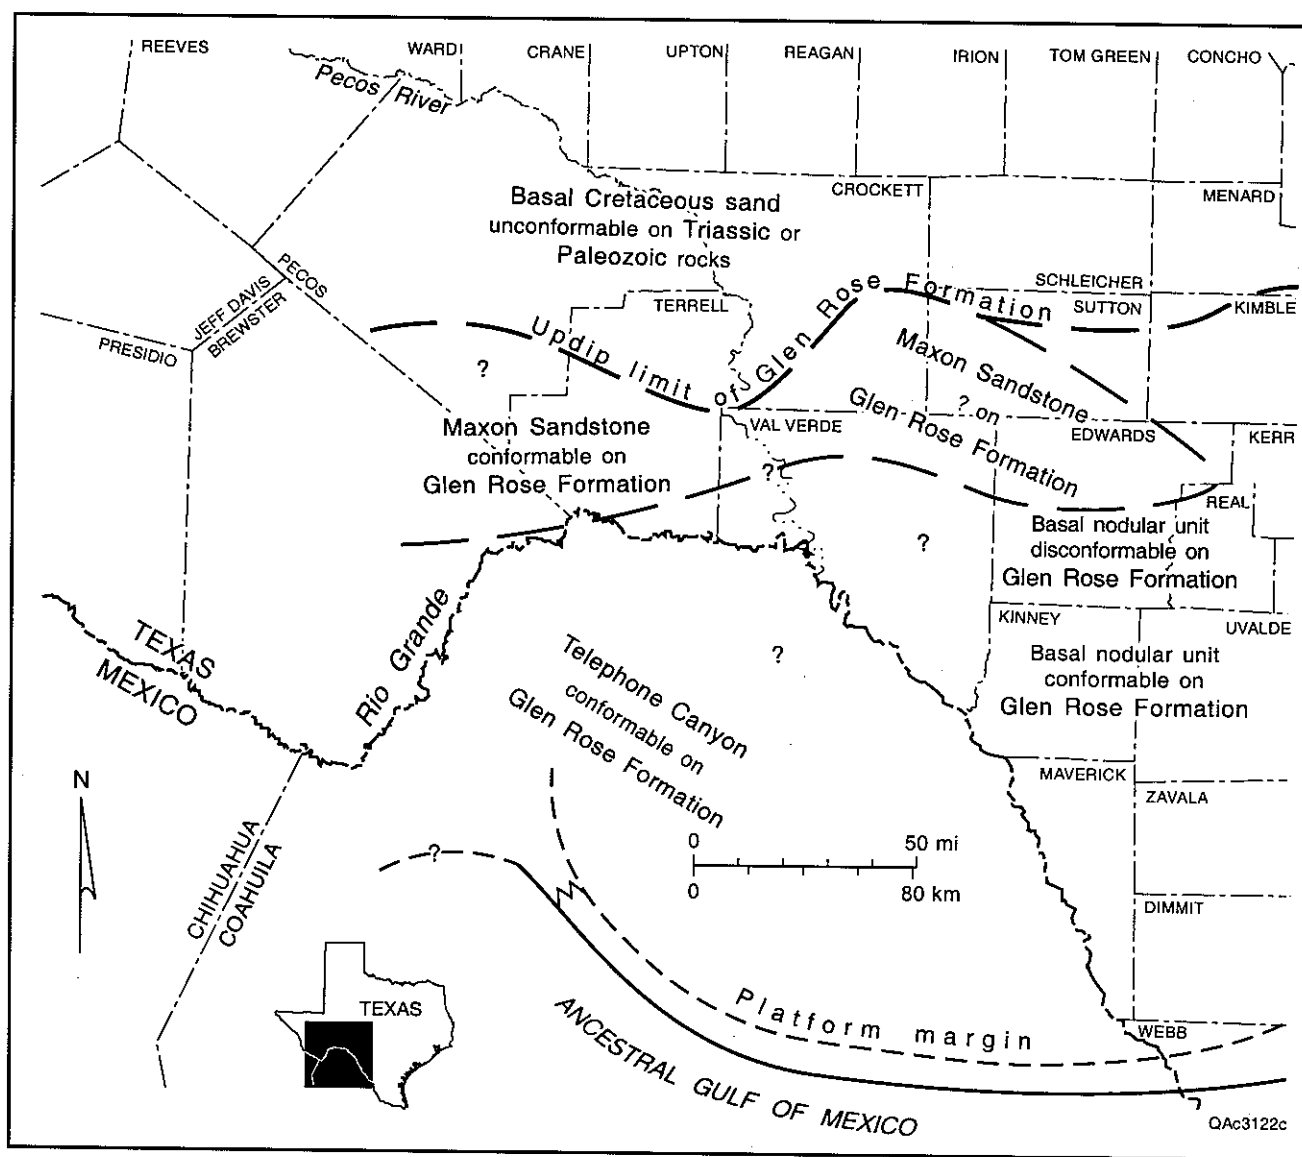 REEVES
WARD
CRANE
UPTON
REAGAN
IRION
TOM GREEN
CONCHO
Pecos River
CROCKETT
MENARD
Basal Cretaceous sand
unconformable on Triassic or
Paleozoic rocks
PECOS
JEFF DAVIS
BREWSTER
PRESIDIO
TERRELL
SCHLEICHER
SUTTON
KIMBLE
Updip limit of Glen Rose Formation
?
Maxon Sandstone
? on
Glen Rose Formation
Maxon Sandstone
conformable on
Glen Rose Formation
VAL VERDE
EDWARDS
KERR
?
REAL
?
Basal nodular unit
disconformable on
Glen Rose Formation
KINNEY
UVALDE
TEXAS
MEXICO
Rio Grande
?
Telephone Canyon
conformable on
Glen Rose Formation
Basal nodular unit
conformable on
Glen Rose Formation
MAVERICK
ZAVALA
N
0 50 mi
0 80 km
CHIHUAHUA
COAHUILA
?
DIMMIT
Platform margin
WEBB
TEXAS
ANCESTRAL GULF OF MEXICO
QAc3122c